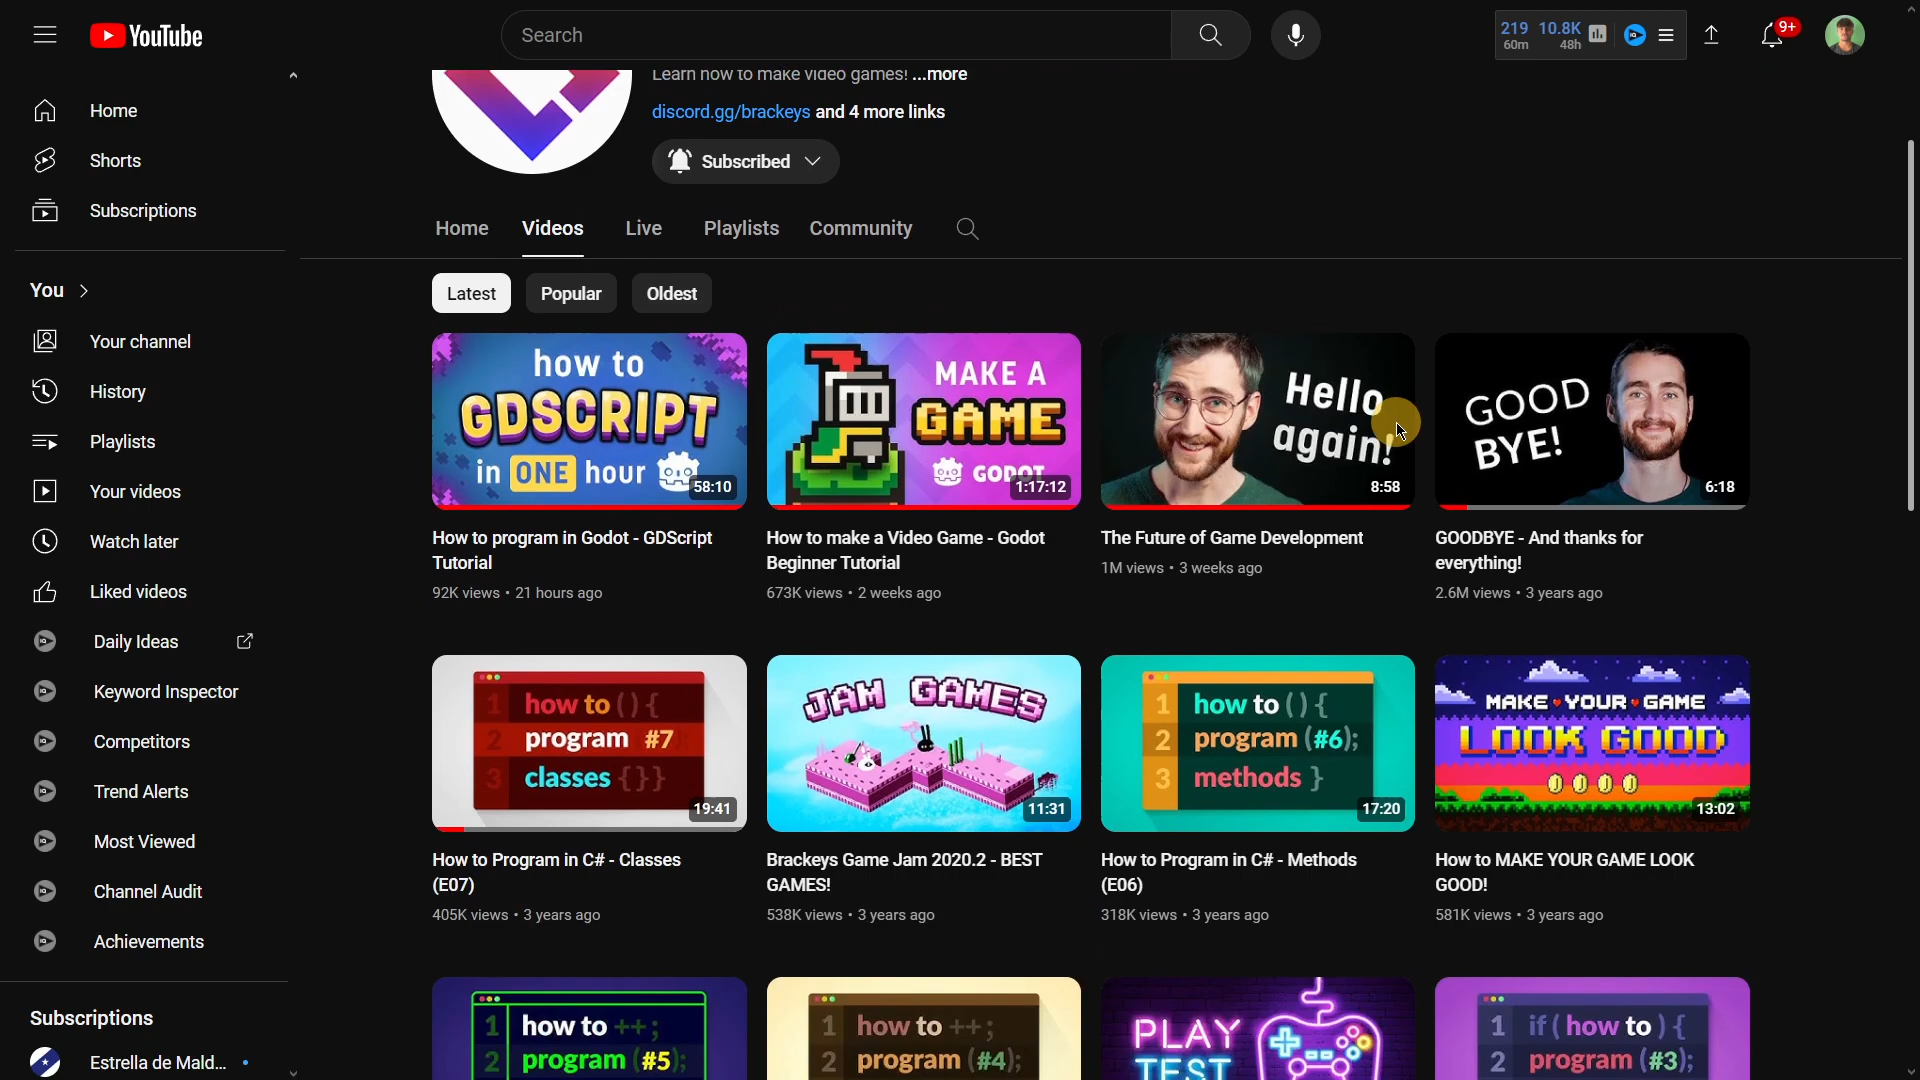 YouTube
Search
219 10.8K
60m 48h
9+
Home
Shorts
Subscriptions
You
Your channel
History
Playlists
Your videos
Watch later
Liked videos
Daily Ideas
Keyword Inspector
Competitors
Trend Alerts
Most Viewed
Channel Audit
Achievements
Subscriptions
Estrella de Mald...
Learn how to make video games! ...more
discord.gg/brackeys and 4 more links
Subscribed
Home Videos Live Playlists Community
Latest Popular Oldest
how to
GDSCRIPT
in ONE hour
58:10
How to program in Godot - GDScript
Tutorial
92K views • 21 hours ago
MAKE A
GAME
GODOT
1:17:12
How to make a Video Game - Godot
Beginner Tutorial
673K views • 2 weeks ago
Hello
again!
8:58
The Future of Game Development
1M views • 3 weeks ago
GOOD
BYE!
6:18
GOODBYE - And thanks for
everything!
2.6M views • 3 years ago
1 how to () {
2 program #7
3 classes {}}
19:41
How to Program in C# - Classes
(E07)
405K views • 3 years ago
JAM GAMES
11:31
Brackeys Game Jam 2020.2 - BEST
GAMES!
538K views • 3 years ago
1 how to () {
2 program (#6);
3 methods }
17:20
How to Program in C# - Methods
(E06)
318K views • 3 years ago
MAKE YOUR GAME
LOOK GOOD
13:02
How to MAKE YOUR GAME LOOK
GOOD!
581K views • 3 years ago
1 how to ++;
2 program (#5);
1 how to ++;
2 program (#4);
PLAY
TEST
1 if ( how to ) {
2 program (#3);